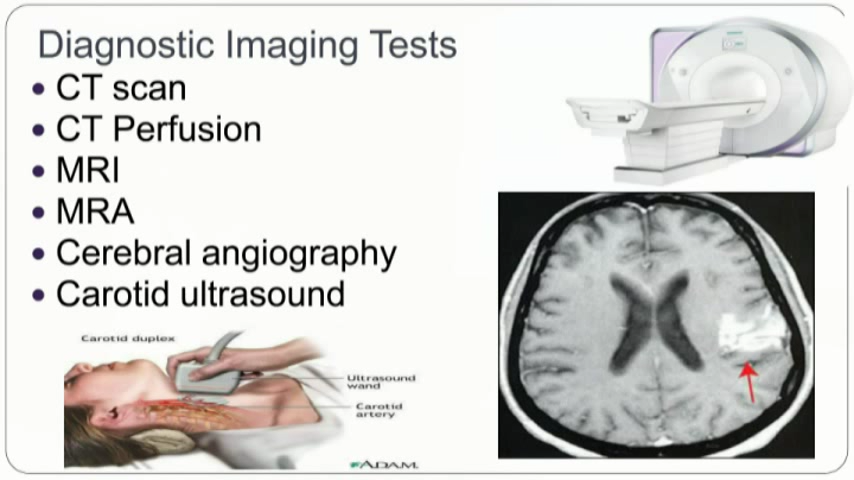 Diagnostic Imaging Tests
CT scan
CT Perfusion
MRI
MRA
Cerebral angiography
Carotid ultrasound
Carotid duplex
Ultrasound
wand
Carotid
artery
ADAM.